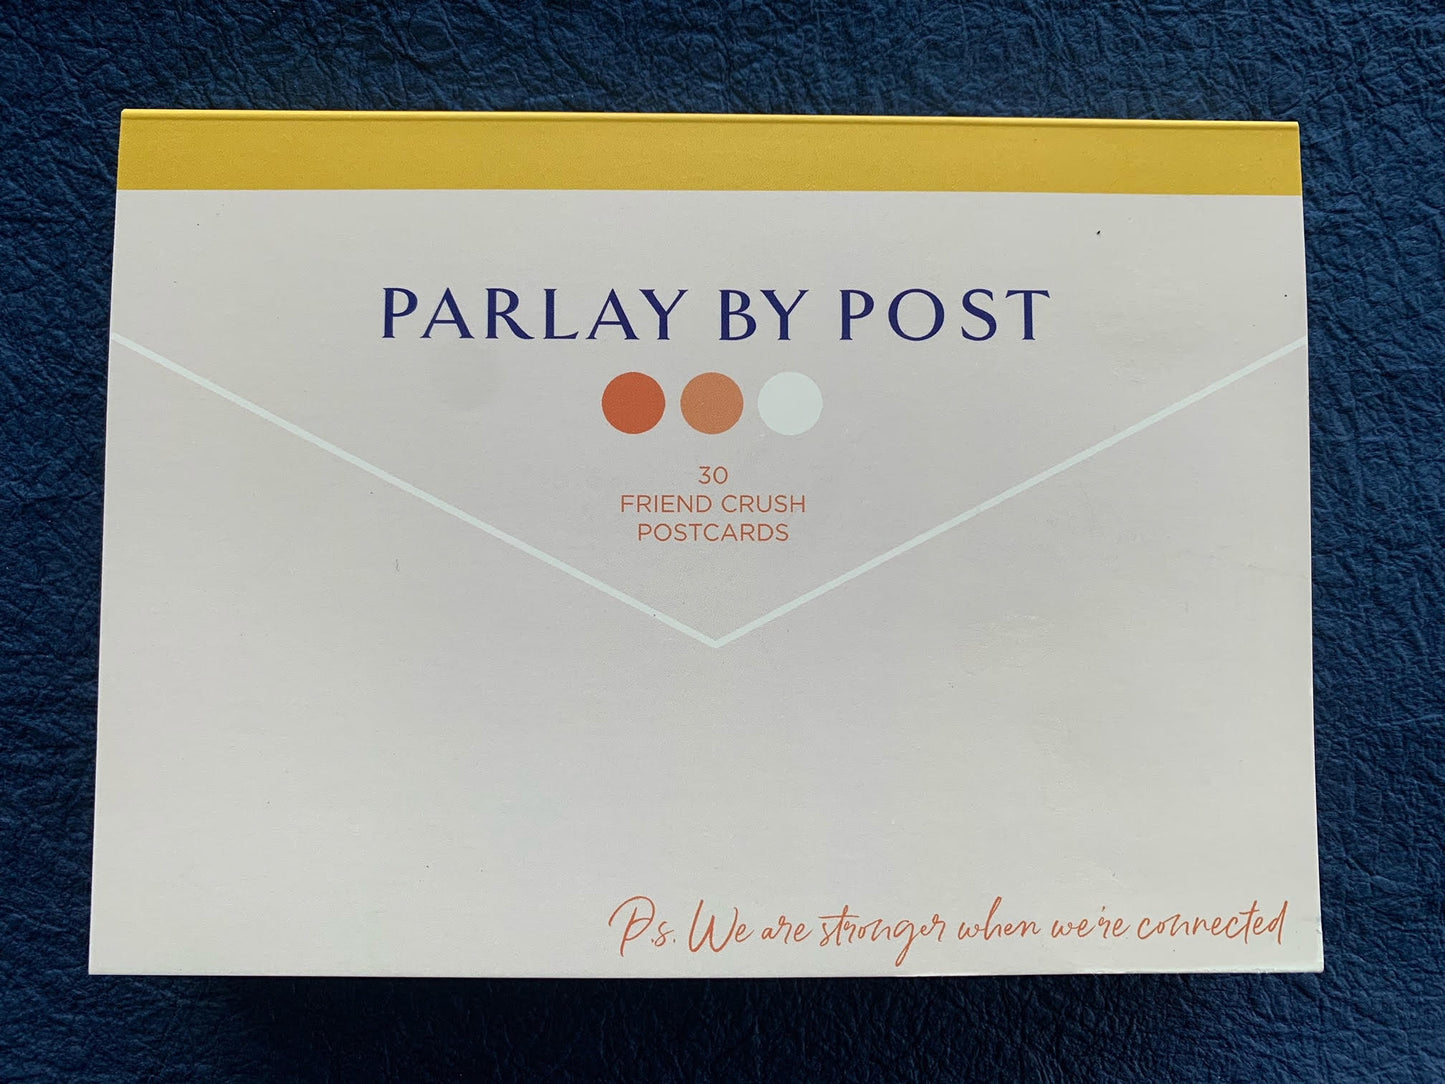 PARLAY BY POST
30
FRIEND CRUSH
POSTCARDS
P.s. We are stronger when we're connected